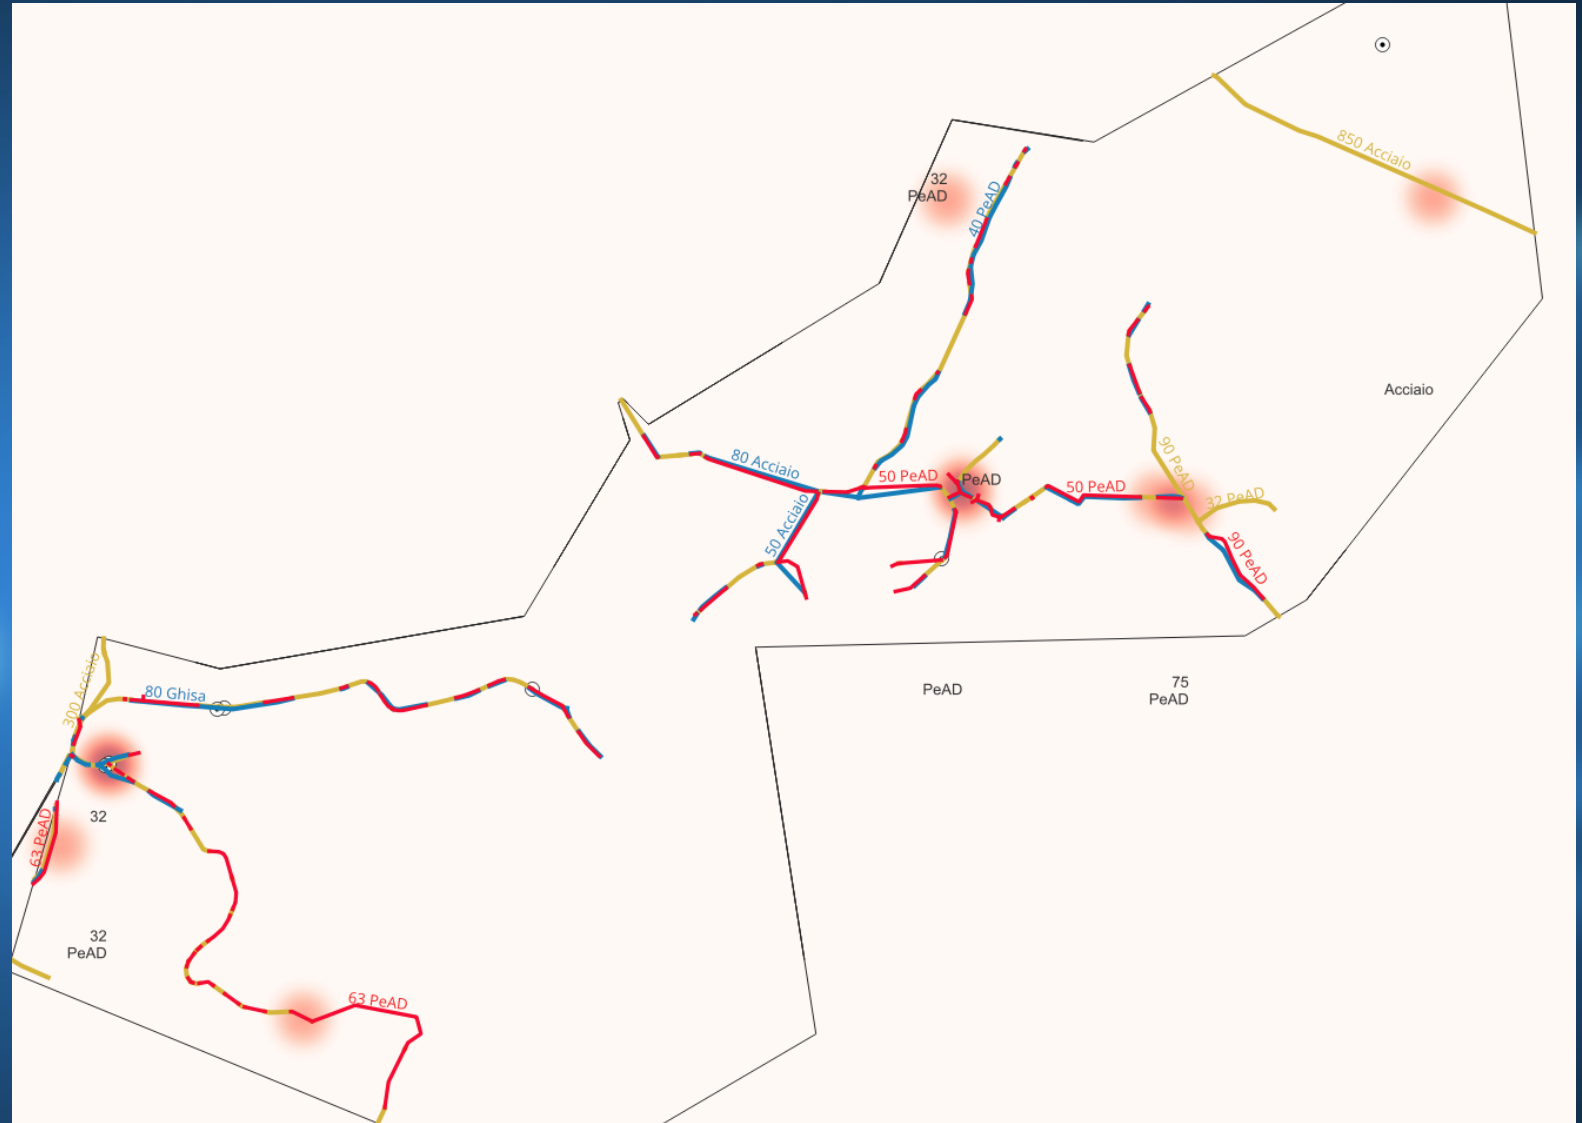 850 Acciaio
32
PeAD
40 PeAD
Acciaio
90 PeAD
80 Acciaio
50 PeAD
PeAD
50 PeAD
32 PeAD
50 Acciaio
90 PeAD
300 Acciaio
80 Ghisa
PeAD
75
PeAD
32
63 PeAD
32
PeAD
63 PeAD